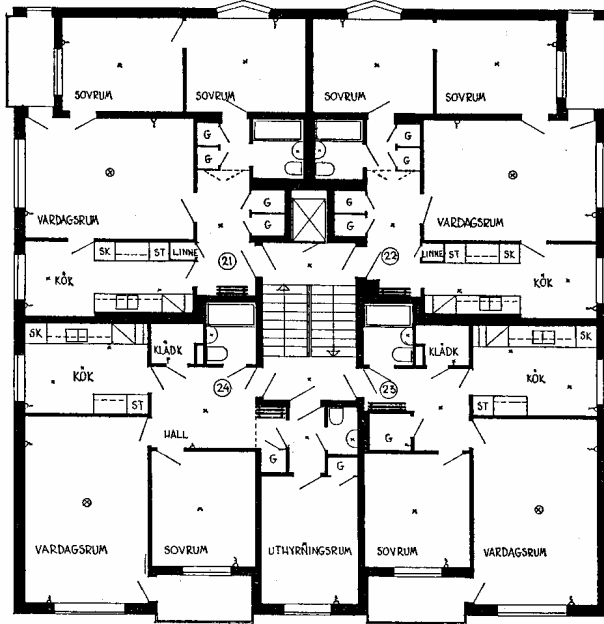 SOVRUM
SOVRUM
SOVRUM
SOVRUM
G
G
G
G
VARDAGSRUM
G
G
G
G
VARDAGSRUM
SK
ST
LINNE
21
22
LINNE
ST
SK
KÖK
KÖK
SK
KLÄDK
KLÄDK
SK
KÖK
24
23
KÖK
ST
ST
HALL
G
G
G
VARDAGSRUM
SOVRUM
UTHYRNINGSRUM
SOVRUM
VARDAGSRUM